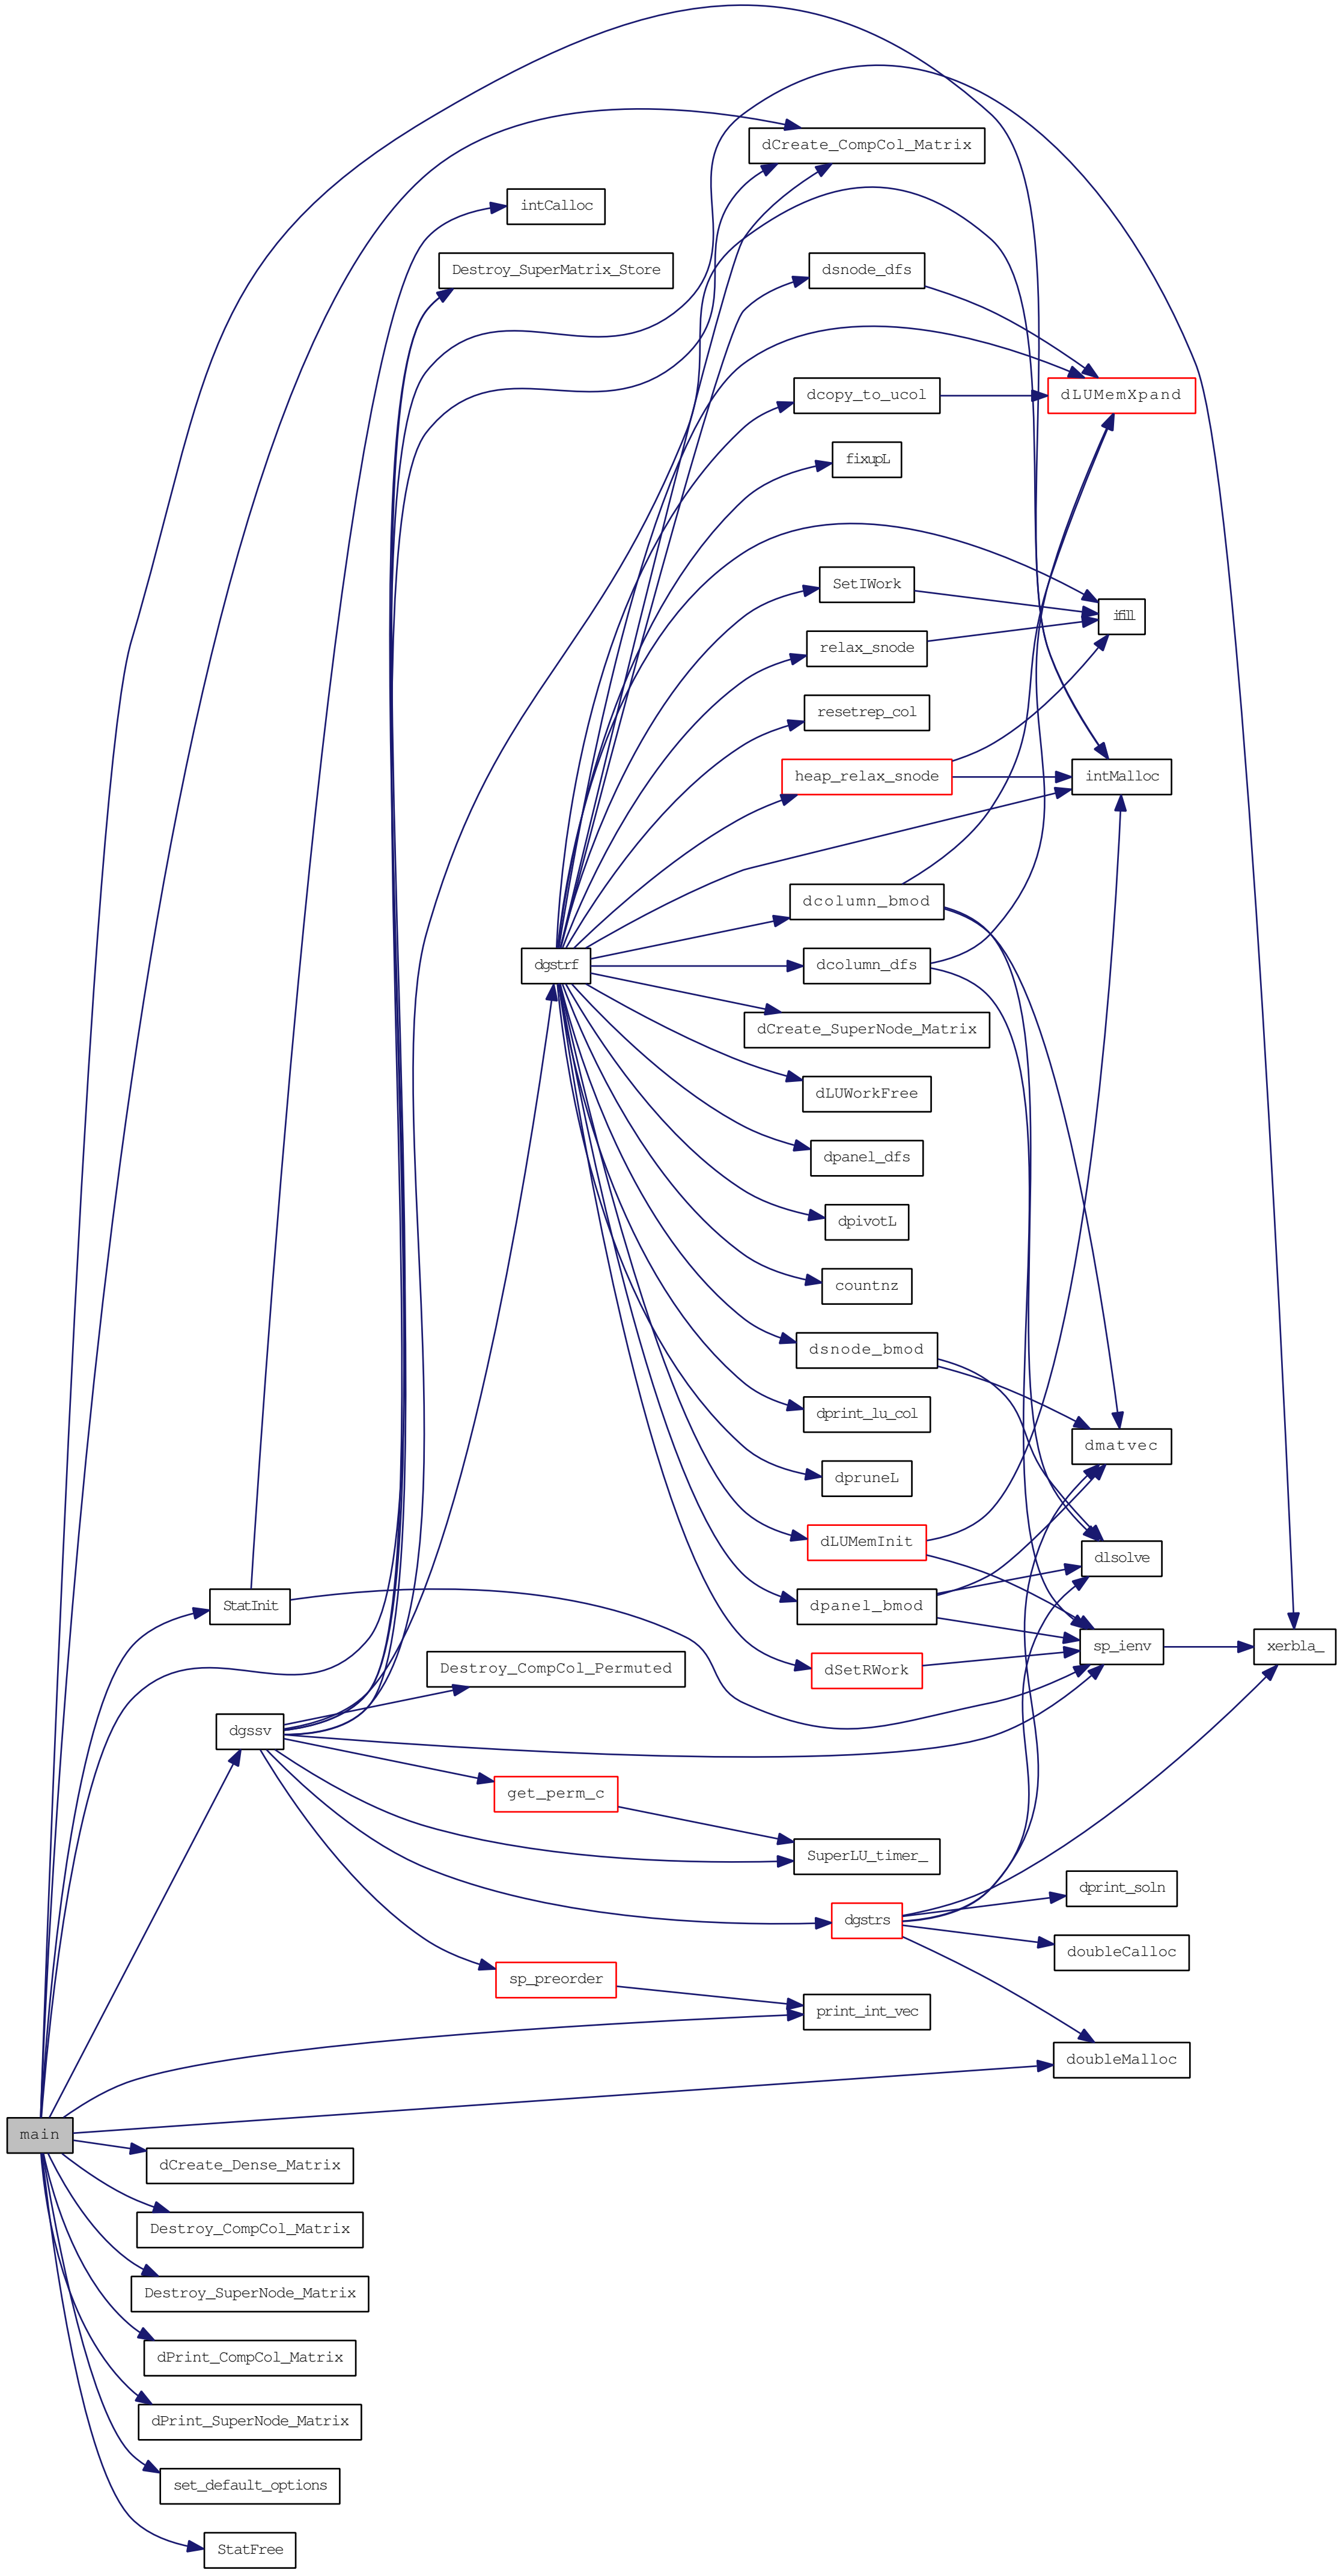 dCreate_CompCol_Matrix
intCalloc
Destroy_SuperMatrix_Store
dsnode_dfs
dcopy_to_ucol
dLUMemXpand
fixupL
SetIWork
ifill
relax_snode
resetrep_col
heap_relax_snode
intMalloc
dcolumn_bmod
dgstrf
dcolumn_dfs
dCreate_SuperNode_Matrix
dLUWorkFree
dpanel_dfs
dpivotL
countnz
dsnode_bmod
dprint_lu_col
dmatvec
dpruneL
dLUMemInit
dlsolve
StatInit
dpanel_bmod
sp_ienv
xerbla_
Destroy_CompCol_Permuted
dSetRWork
dgssv
get_perm_c
SuperLU_timer_
dprint_soln
dgstrs
doubleCalloc
sp_preorder
print_int_vec
doubleMalloc
main
dCreate_Dense_Matrix
Destroy_CompCol_Matrix
Destroy_SuperNode_Matrix
dPrint_CompCol_Matrix
dPrint_SuperNode_Matrix
set_default_options
StatFree